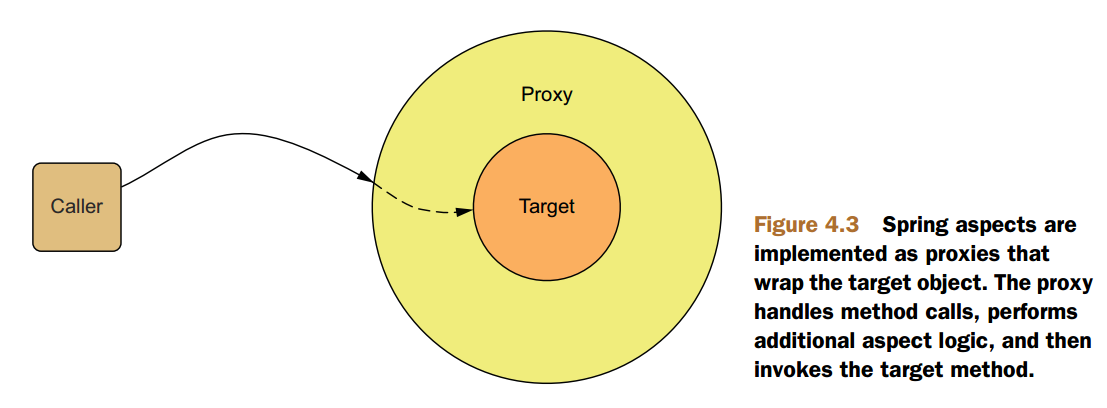 Proxy
Caller
Target
Figure 4.3 Spring aspects are
implemented as proxies that
wrap the target object. The proxy
handles method calls, performs
additional aspect logic, and then
invokes the target method.